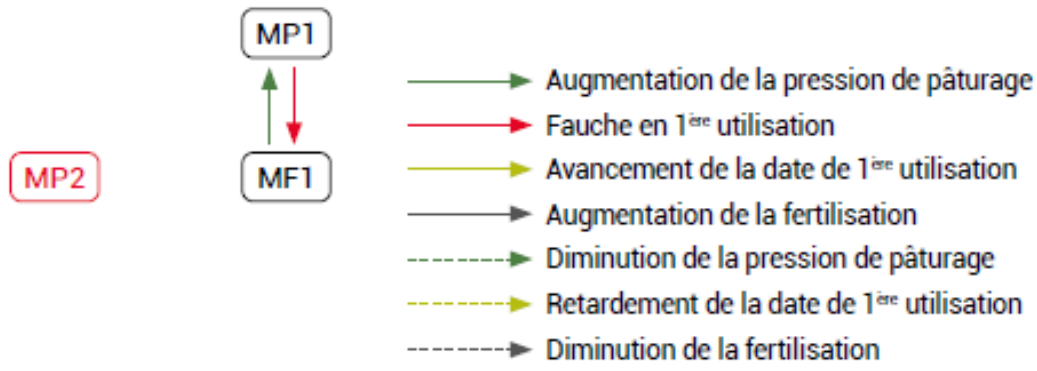 MP1
MP2
MF1
Augmentation de la pression de pâturage
Fauche en 1ère utilisation
Avancement de la date de 1ère utilisation
Augmentation de la fertilisation
Diminution de la pression de pâturage
Retardement de la date de 1ère utilisation
Diminution de la fertilisation